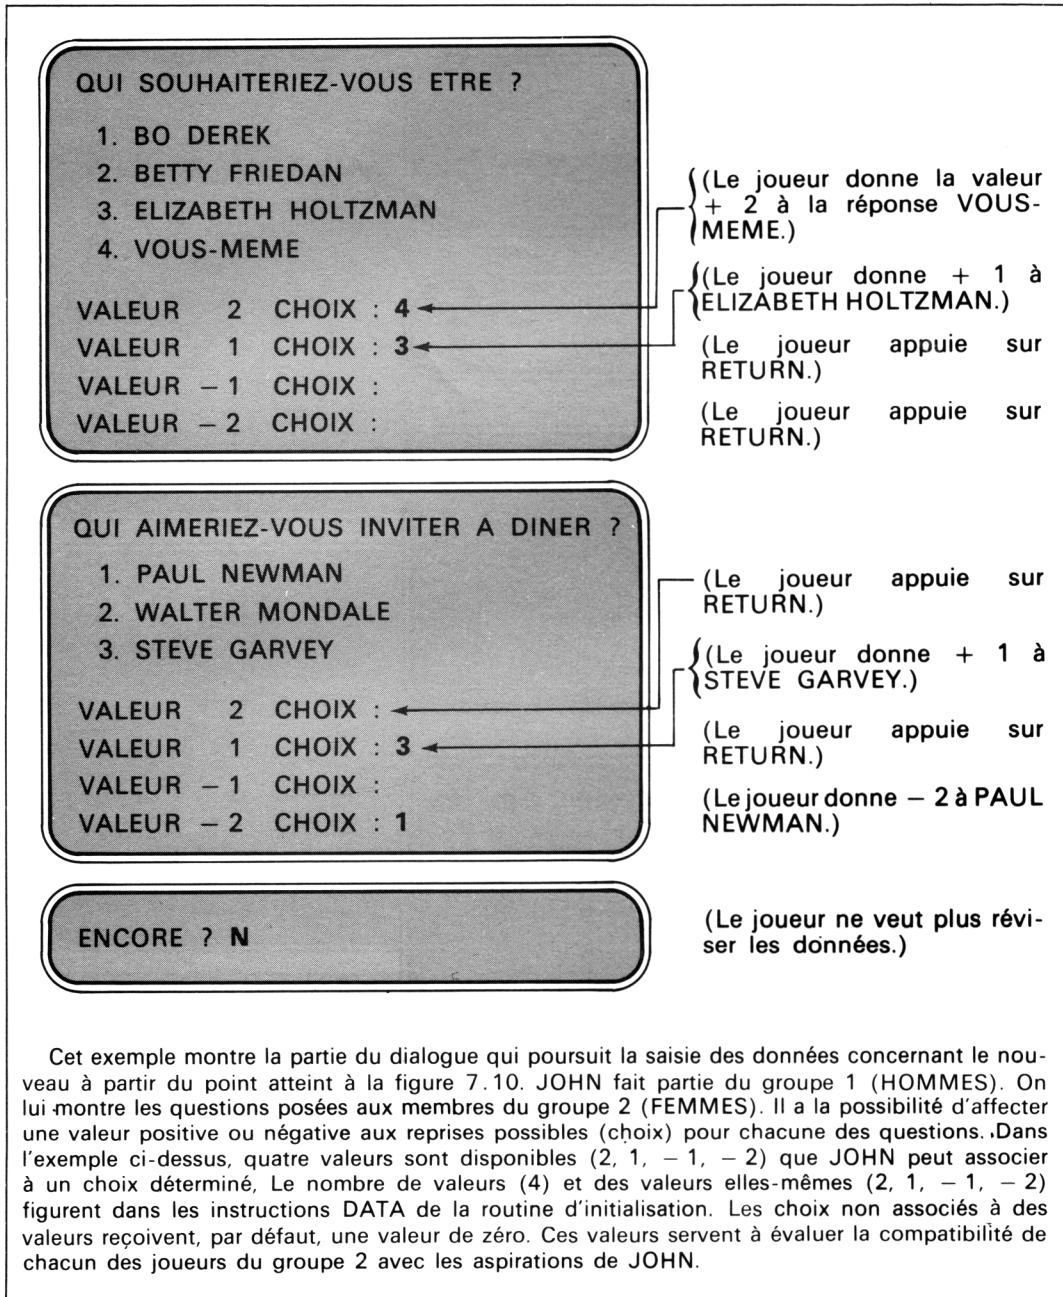 QUI SOUHAITERIEZ-VOUS ETRE ?
1. BO DEREK
2. BETTY FRIEDAN
3. ELIZABETH HOLTZMAN
4. VOUS-MEME
VALEUR 2 CHOIX : 4
VALEUR 1 CHOIX : 3
VALEUR – 1 CHOIX :
VALEUR – 2 CHOIX :
(Le joueur donne la valeur
+ 2 à la réponse VOUS-
MEME.)
(Le joueur donne + 1 à
ELIZABETH HOLTZMAN.)
(Le joueur appuie sur
RETURN.)
(Le joueur appuie sur
RETURN.)
QUI AIMERIEZ-VOUS INVITER A DINER ?
1. PAUL NEWMAN
2. WALTER MONDALE
3. STEVE GARVEY
VALEUR 2 CHOIX :
VALEUR 1 CHOIX : 3
VALEUR – 1 CHOIX :
VALEUR – 2 CHOIX : 1
(Le joueur appuie sur
RETURN.)
(Le joueur donne + 1 à
STEVE GARVEY.)
(Le joueur appuie sur
RETURN.)
(Le joueur donne – 2 à PAUL
NEWMAN.)
ENCORE ? N
(Le joueur ne veut plus révi-
ser les données.)
Cet exemple montre la partie du dialogue qui poursuit la saisie des données concernant le nou-
veau à partir du point atteint à la figure 7.10. JOHN fait partie du groupe 1 (HOMMES). On
lui montre les questions posées aux membres du groupe 2 (FEMMES). Il a la possibilité d'affecter
une valeur positive ou négative aux reprises possibles (choix) pour chacune des questions. Dans
l'exemple ci-dessus, quatre valeurs sont disponibles (2, 1, – 1, – 2) que JOHN peut associer
à un choix déterminé, Le nombre de valeurs (4) et des valeurs elles-mêmes (2, 1, – 1, – 2)
figurent dans les instructions DATA de la routine d'initialisation. Les choix non associés à des
valeurs reçoivent, par défaut, une valeur de zéro. Ces valeurs servent à évaluer la compatibilité de
chacun des joueurs du groupe 2 avec les aspirations de JOHN.